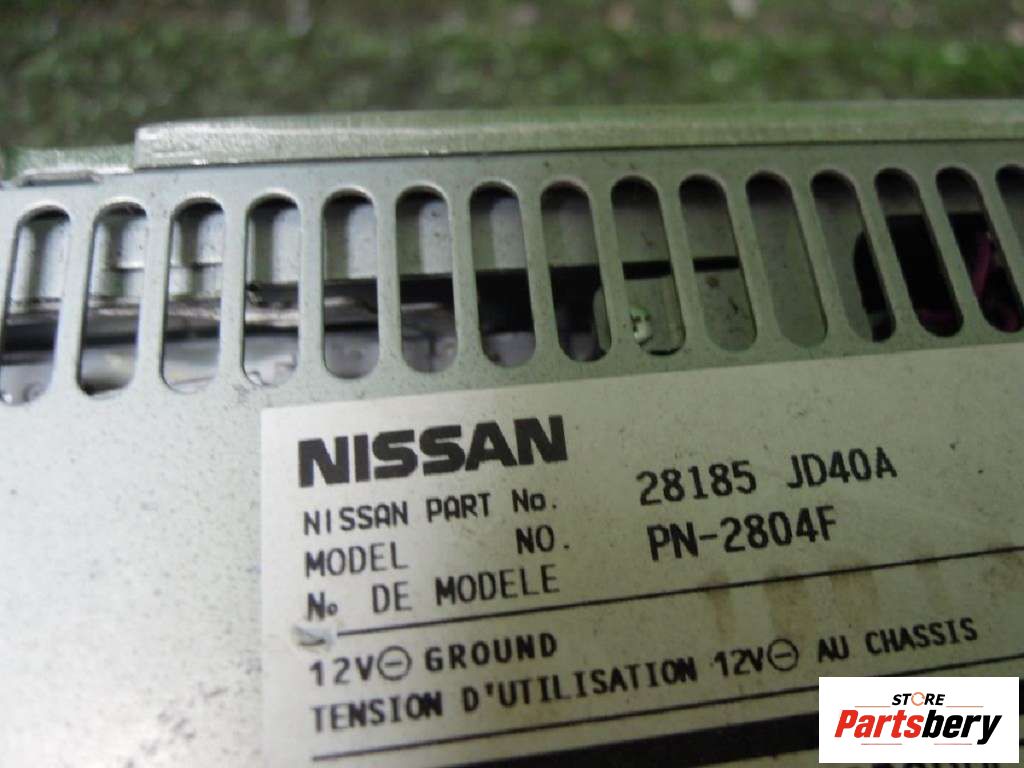 NISSAN
NISSAN PART No. 28185 JD40A
MODEL NO. PN-2804F
No DE MODELE
12V⊖ GROUND
TENSION D'UTILISATION 12V⊖ AU CHASSIS
STORE
Partsbery